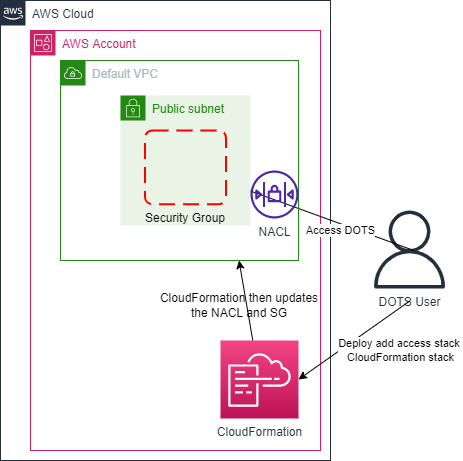 aws
AWS Cloud
AWS Account
Default VPC
Public subnet
Security Group
NACL
Access DOTS
DOTS User
CloudFormation then updates
the NACL and SG
Deploy add access stack
CloudFormation stack
CloudFormation